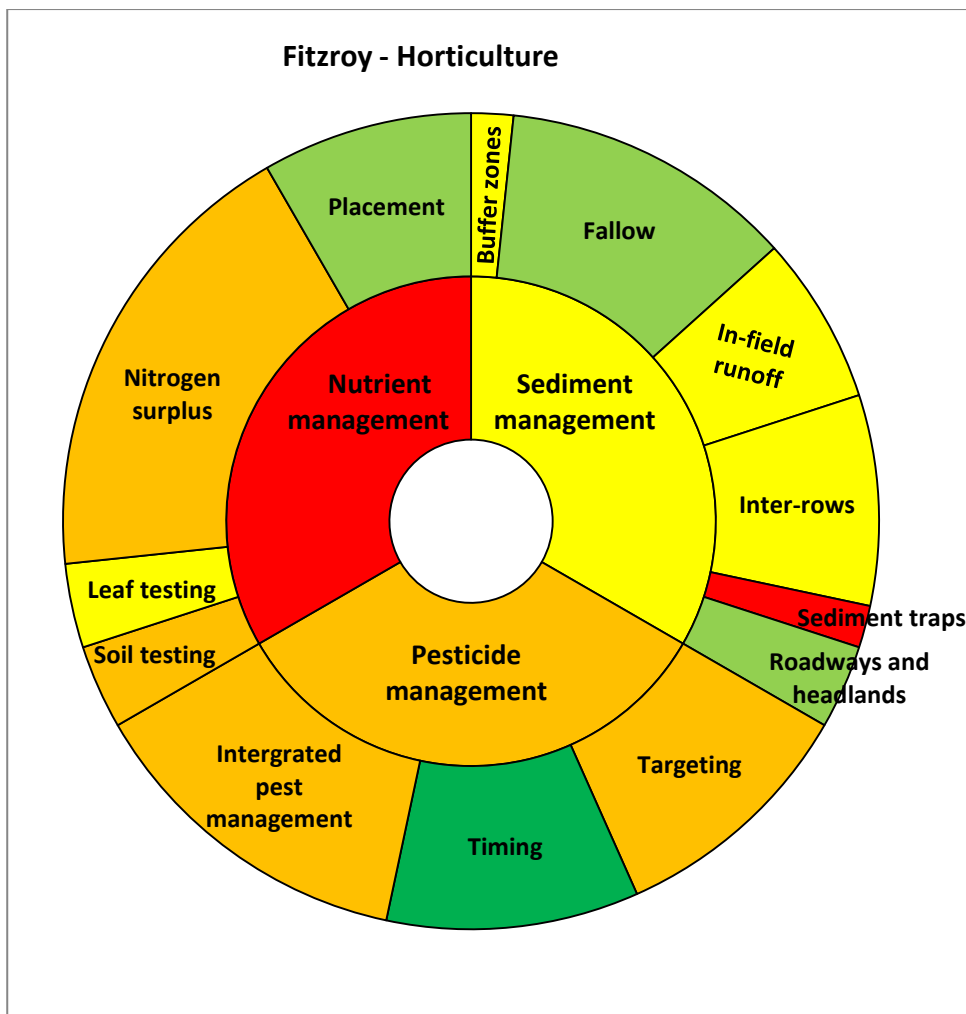 Fitzroy - Horticulture
Placement
Buffer zones
Fallow
In-field
runoff
Nitrogen
surplus
Nutrient
management
Sediment
management
Inter-rows
Leaf testing
Sediment traps
Soil testing
Pesticide
management
Roadways and
headlands
Intergrated
pest
management
Timing
Targeting